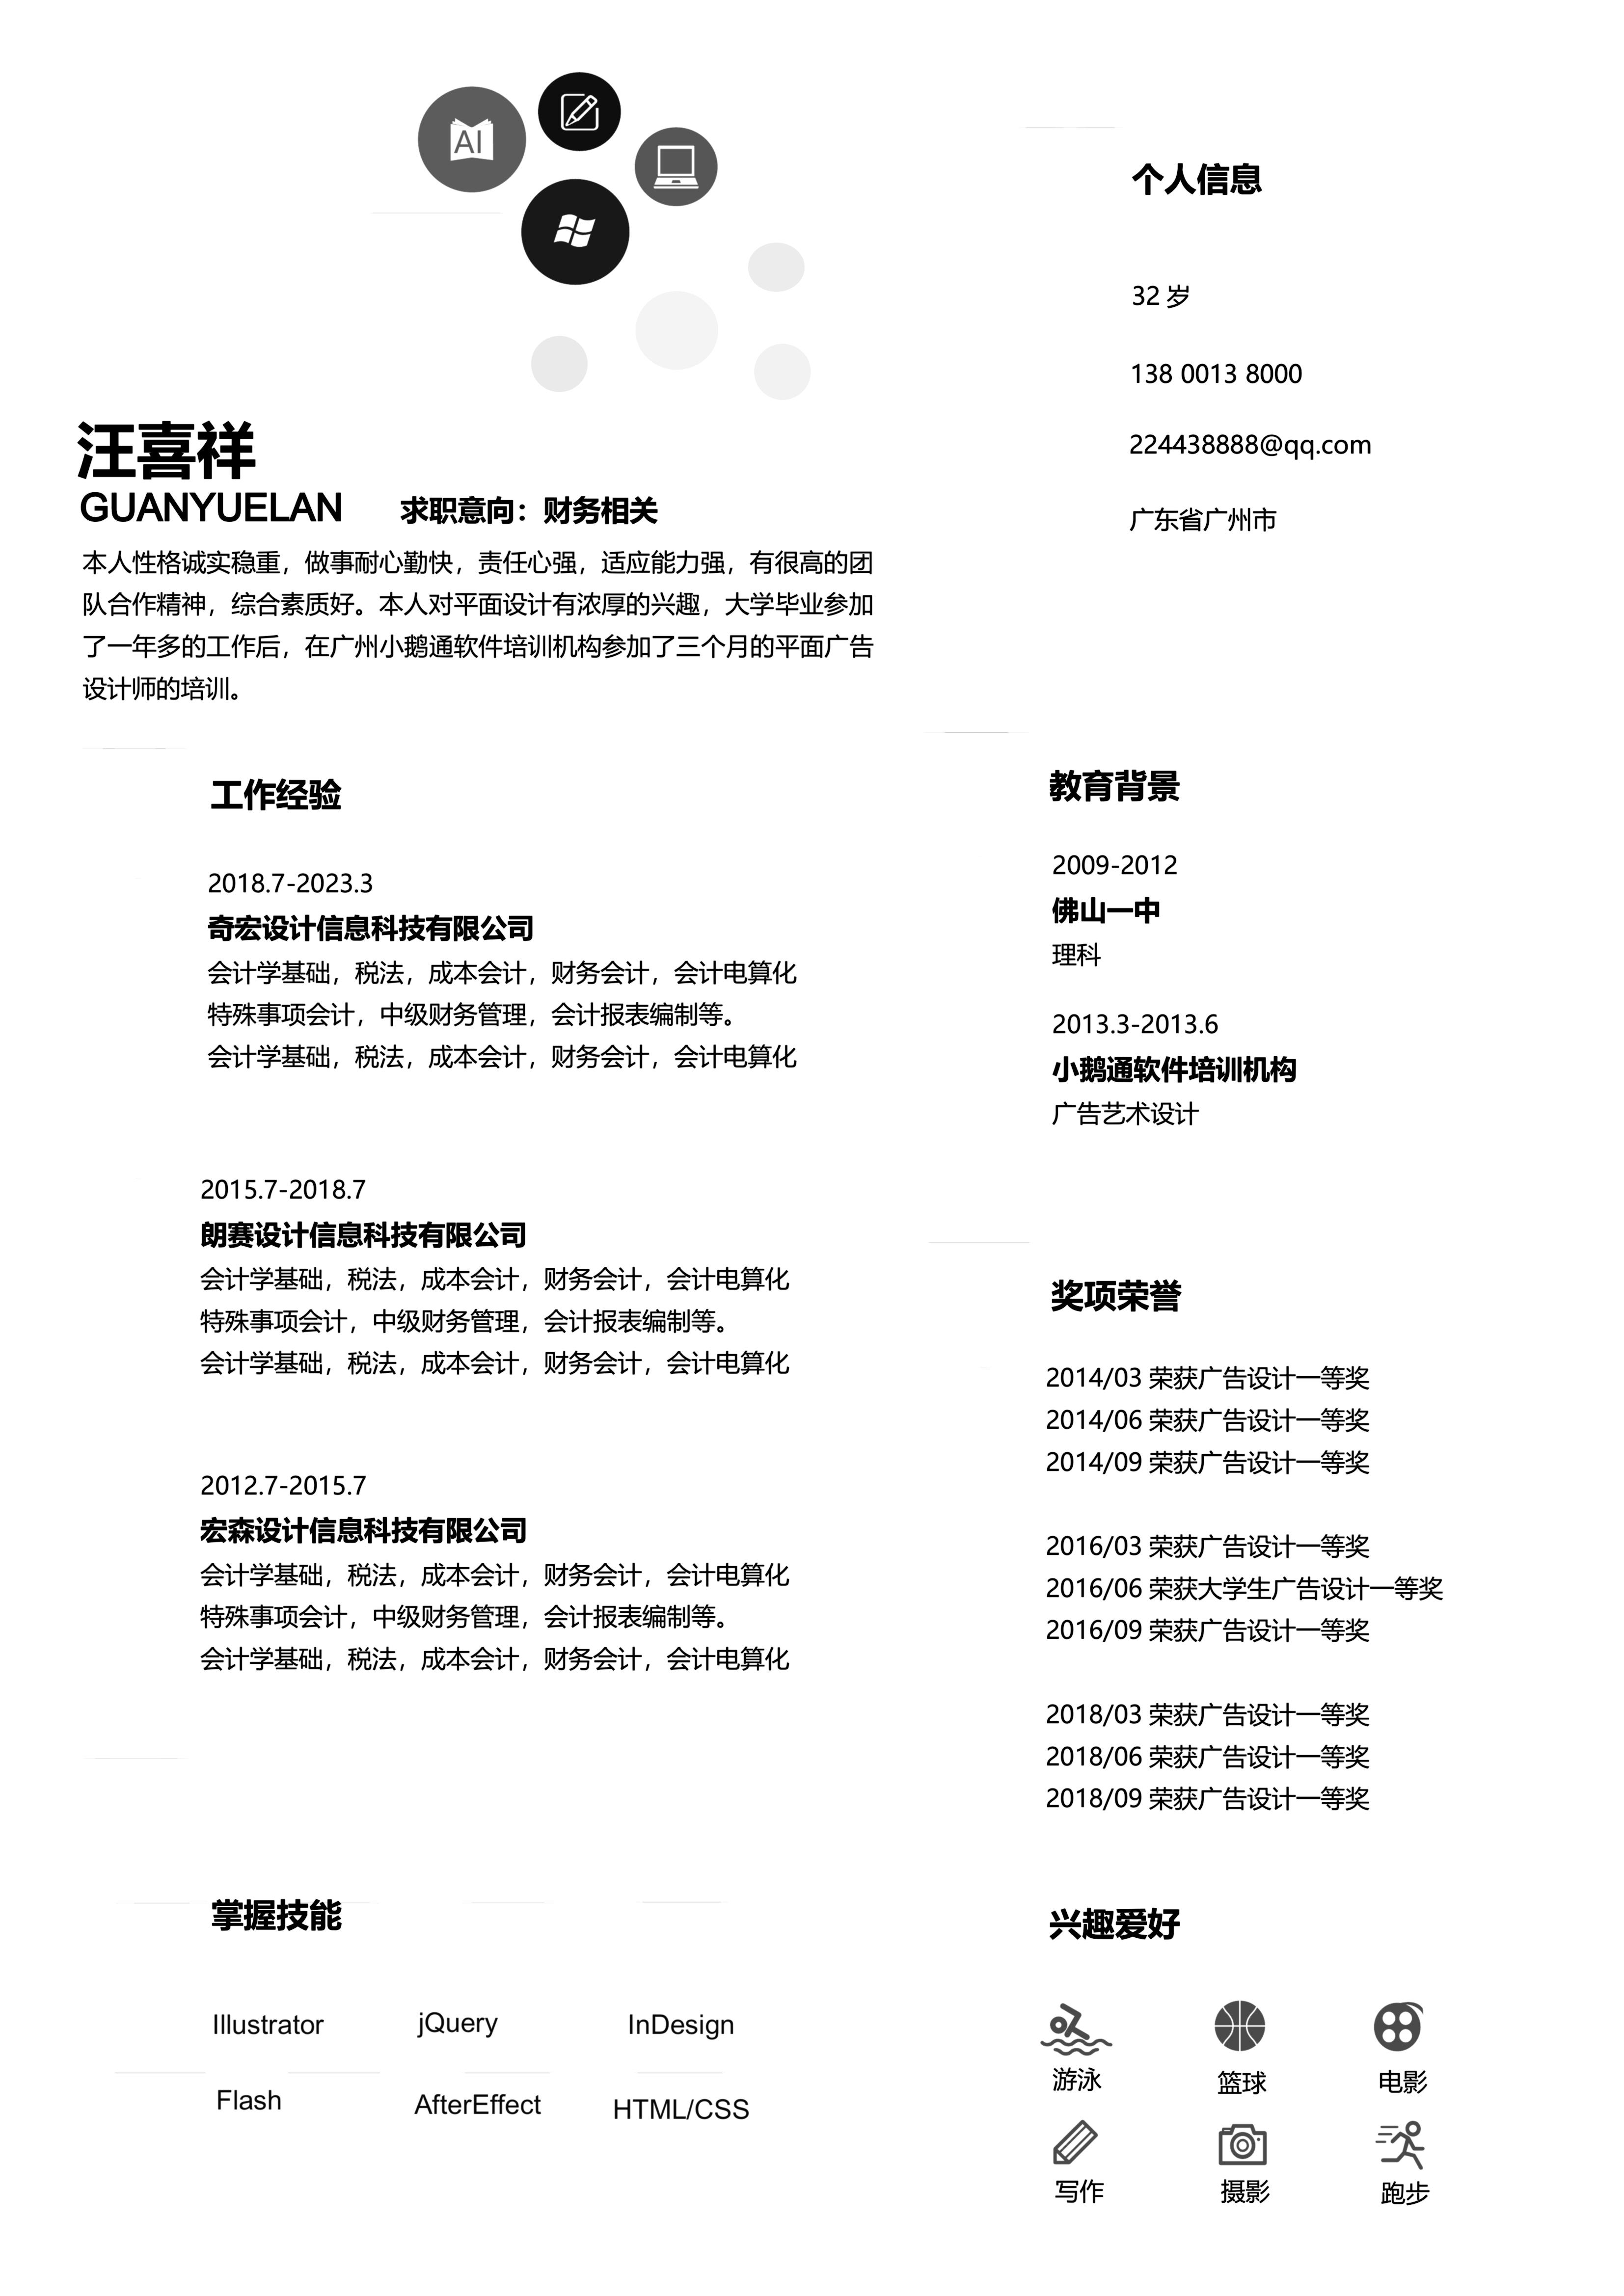 AI
汪喜祥
GUANYUELAN
求职意向：财务相关
本人性格诚实稳重，做事耐心勤快，责任心强，适应能力强，有很高的团
队合作精神，综合素质好。本人对平面设计有浓厚的兴趣，大学毕业参加
了一年多的工作后，在广州小鹅通软件培训机构参加了三个月的平面广告
设计师的培训。
个人信息
32 岁
138 0013 8000
224438888@qq.com
广东省广州市
工作经验
2018.7-2023.3
奇宏设计信息科技有限公司
会计学基础，税法，成本会计，财务会计，会计电算化
特殊事项会计，中级财务管理，会计报表编制等。
会计学基础，税法，成本会计，财务会计，会计电算化
2015.7-2018.7
朗赛设计信息科技有限公司
会计学基础，税法，成本会计，财务会计，会计电算化
特殊事项会计，中级财务管理，会计报表编制等。
会计学基础，税法，成本会计，财务会计，会计电算化
2012.7-2015.7
宏森设计信息科技有限公司
会计学基础，税法，成本会计，财务会计，会计电算化
特殊事项会计，中级财务管理，会计报表编制等。
会计学基础，税法，成本会计，财务会计，会计电算化
教育背景
2009-2012
佛山一中
理科
2013.3-2013.6
小鹅通软件培训机构
广告艺术设计
奖项荣誉
2014/03 荣获广告设计一等奖
2014/06 荣获广告设计一等奖
2014/09 荣获广告设计一等奖
2016/03 荣获广告设计一等奖
2016/06 荣获大学生广告设计一等奖
2016/09 荣获广告设计一等奖
2018/03 荣获广告设计一等奖
2018/06 荣获广告设计一等奖
2018/09 荣获广告设计一等奖
掌握技能
Illustrator jQuery InDesign
Flash AfterEffect HTML/CSS
兴趣爱好
游泳 篮球 电影
写作 摄影 跑步